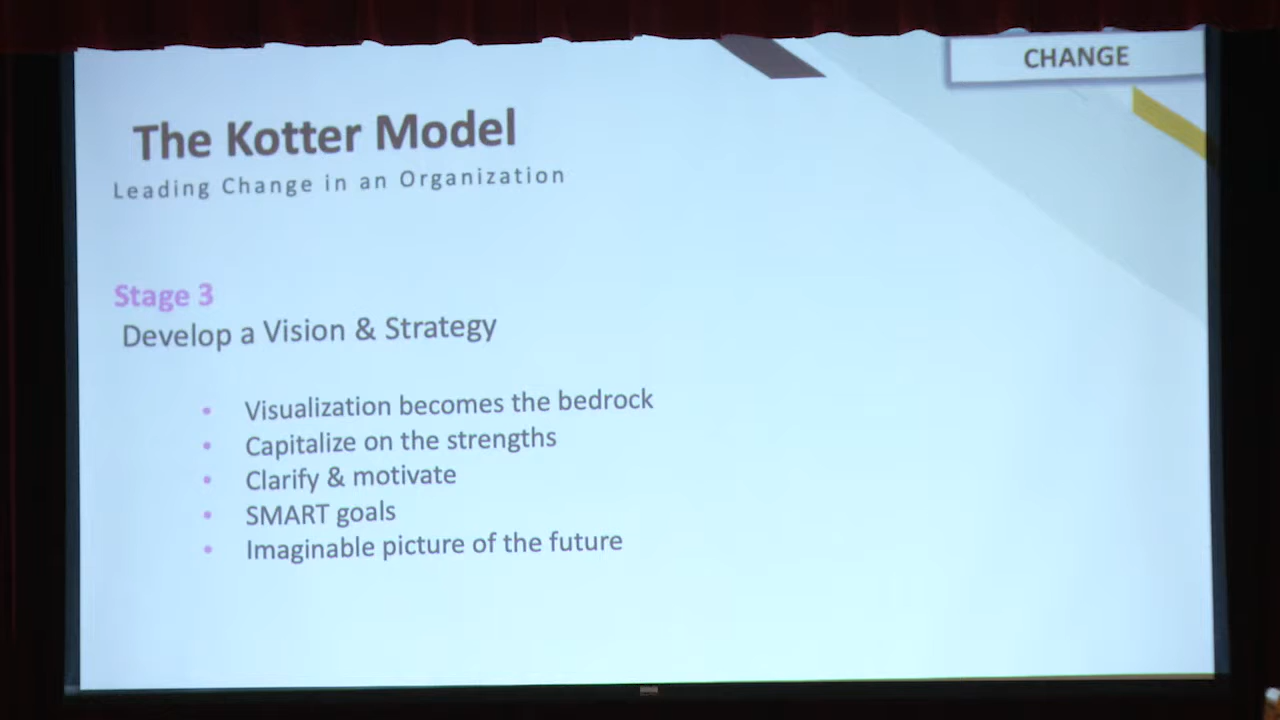 CHANGE
The Kotter Model
Leading Change in an Organization
Stage 3
Develop a Vision & Strategy
• Visualization becomes the bedrock
• Capitalize on the strengths
• Clarify & motivate
• SMART goals
• Imaginable picture of the future